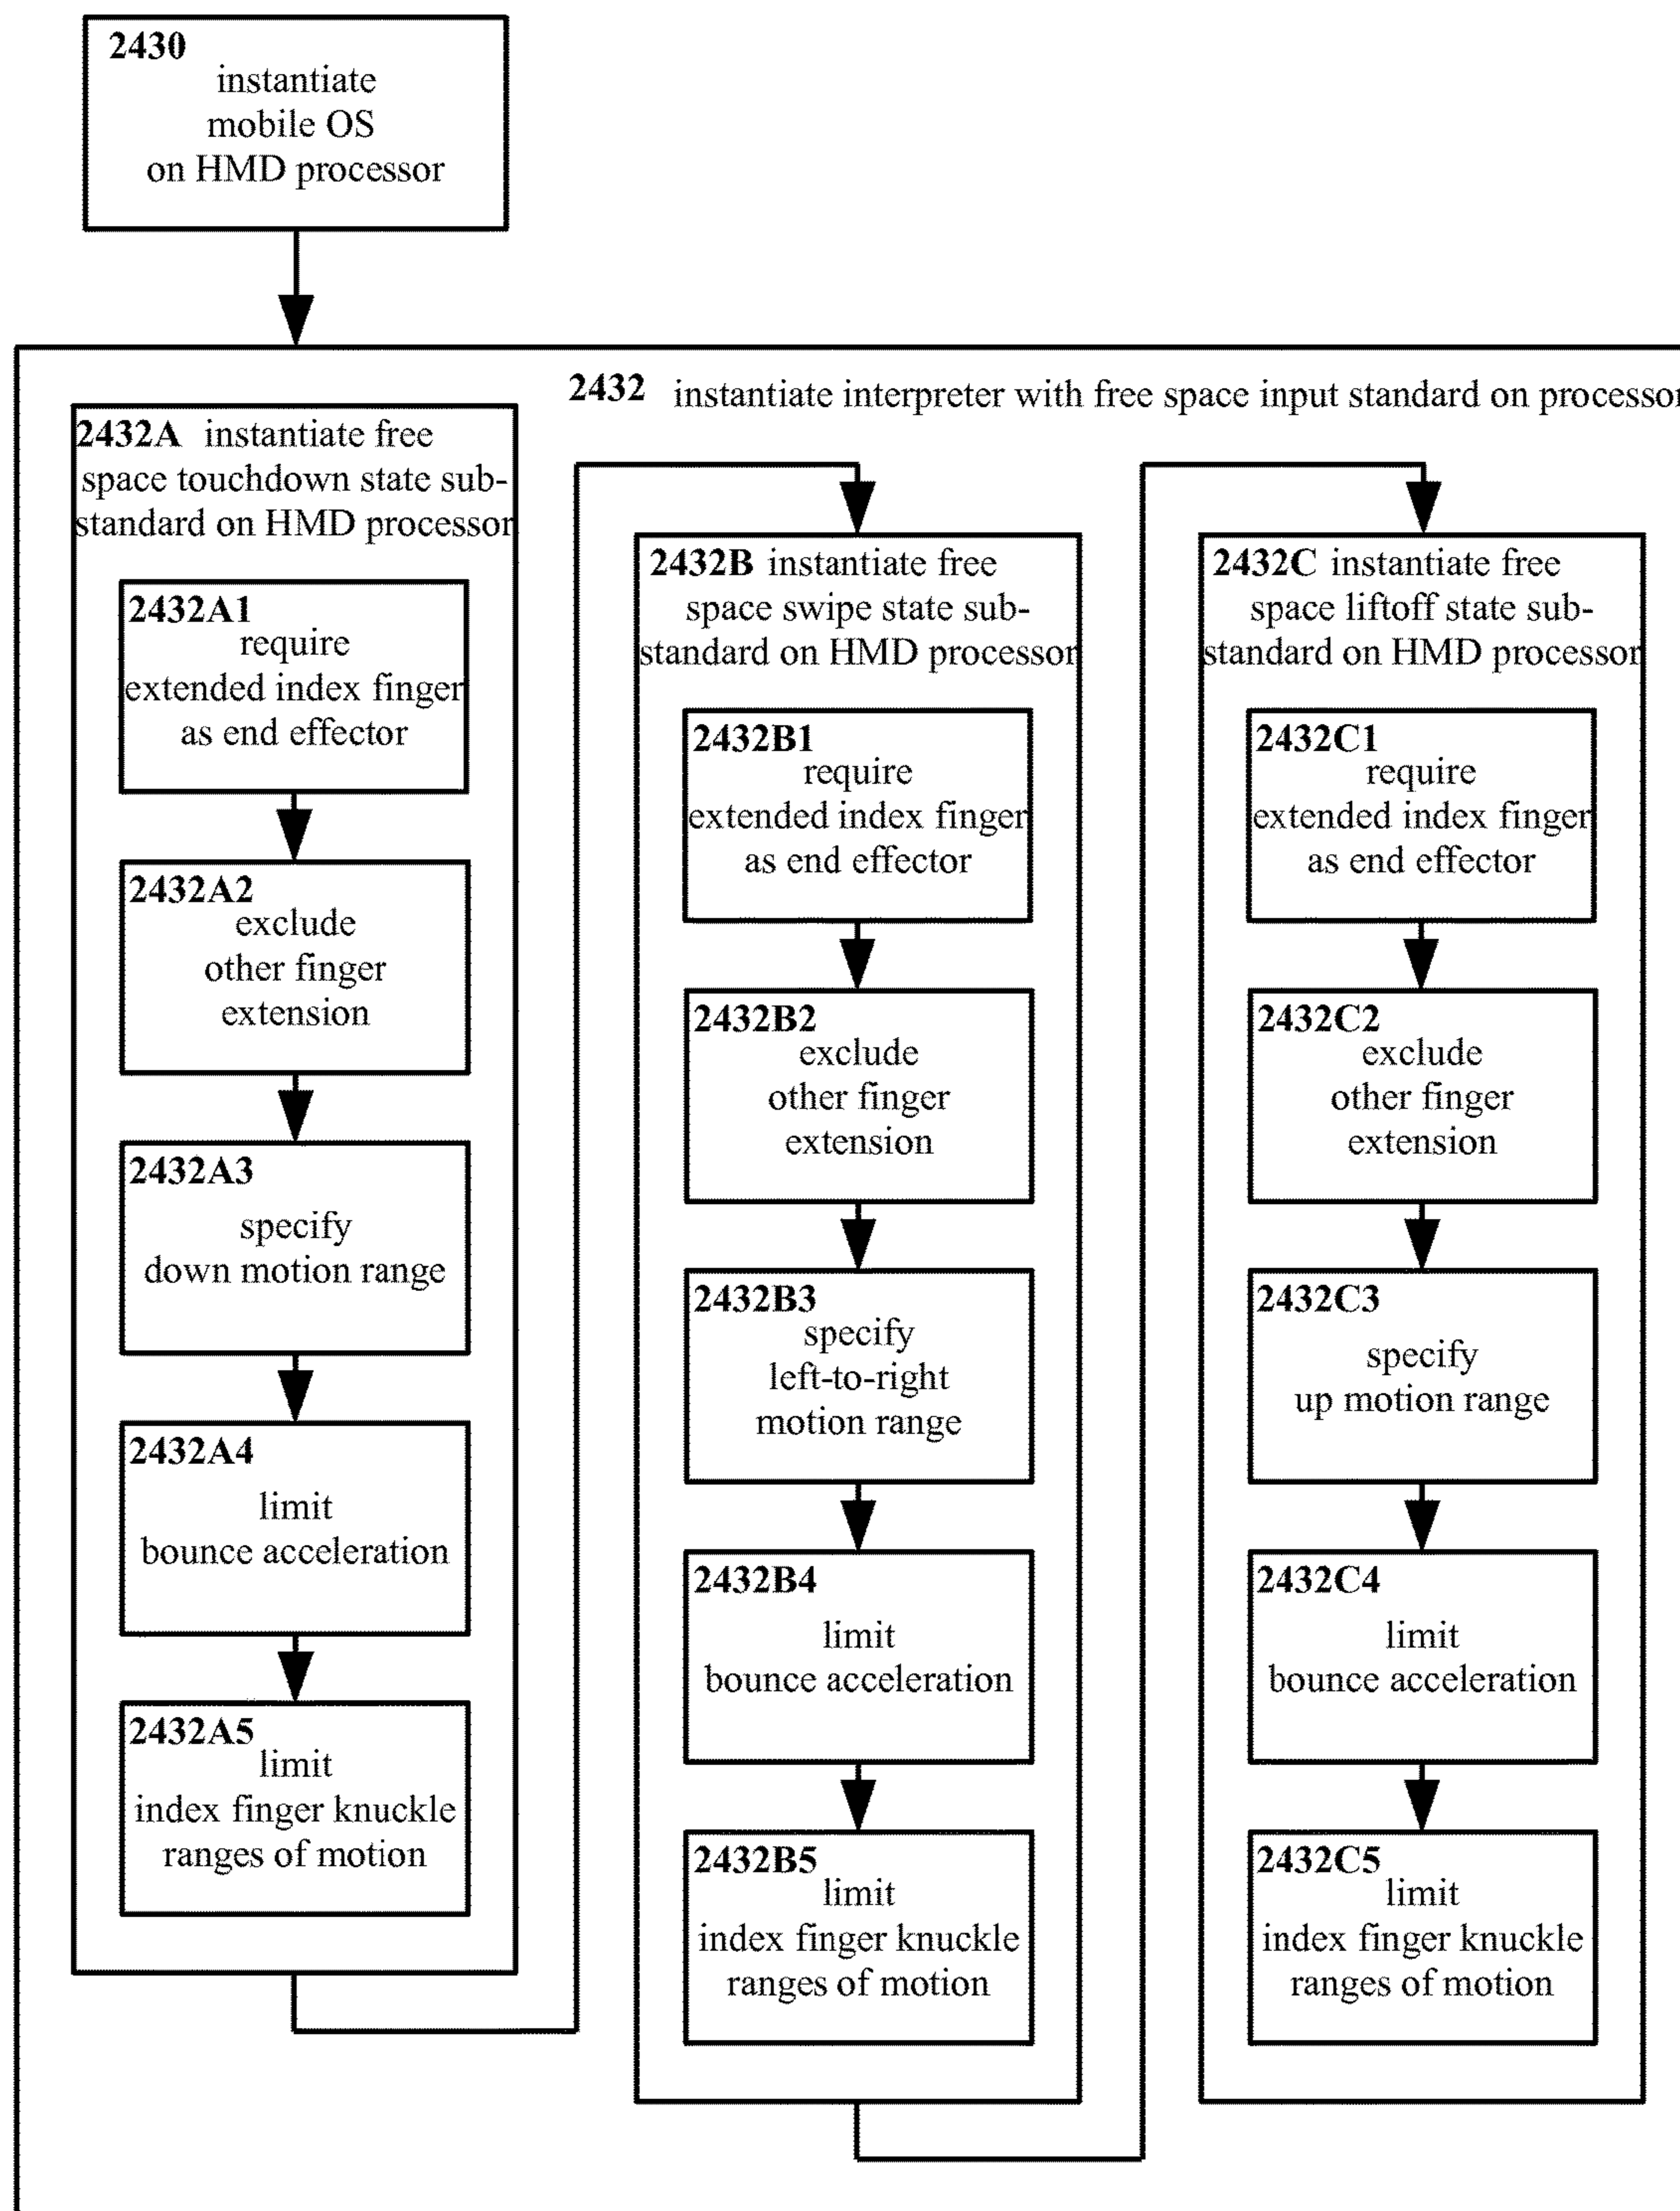 2430
instantiate
mobile OS
on HMD processor
2432 instantiate interpreter with free space input standard on processor
2432A instantiate free
space touchdown state sub-
standard on HMD processor
2432A1
require
extended index finger
as end effector
2432A2
exclude
other finger
extension
2432A3
specify
down motion range
2432A4
limit
bounce acceleration
2432A5
limit
index finger knuckle
ranges of motion
2432B instantiate free
space swipe state sub-
standard on HMD processor
2432B1
require
extended index finger
as end effector
2432B2
exclude
other finger
extension
2432B3
specify
left-to-right
motion range
2432B4
limit
bounce acceleration
2432B5
limit
index finger knuckle
ranges of motion
2432C instantiate free
space liftoff state sub-
standard on HMD processor
2432C1
require
extended index finger
as end effector
2432C2
exclude
other finger
extension
2432C3
specify
up motion range
2432C4
limit
bounce acceleration
2432C5
limit
index finger knuckle
ranges of motion